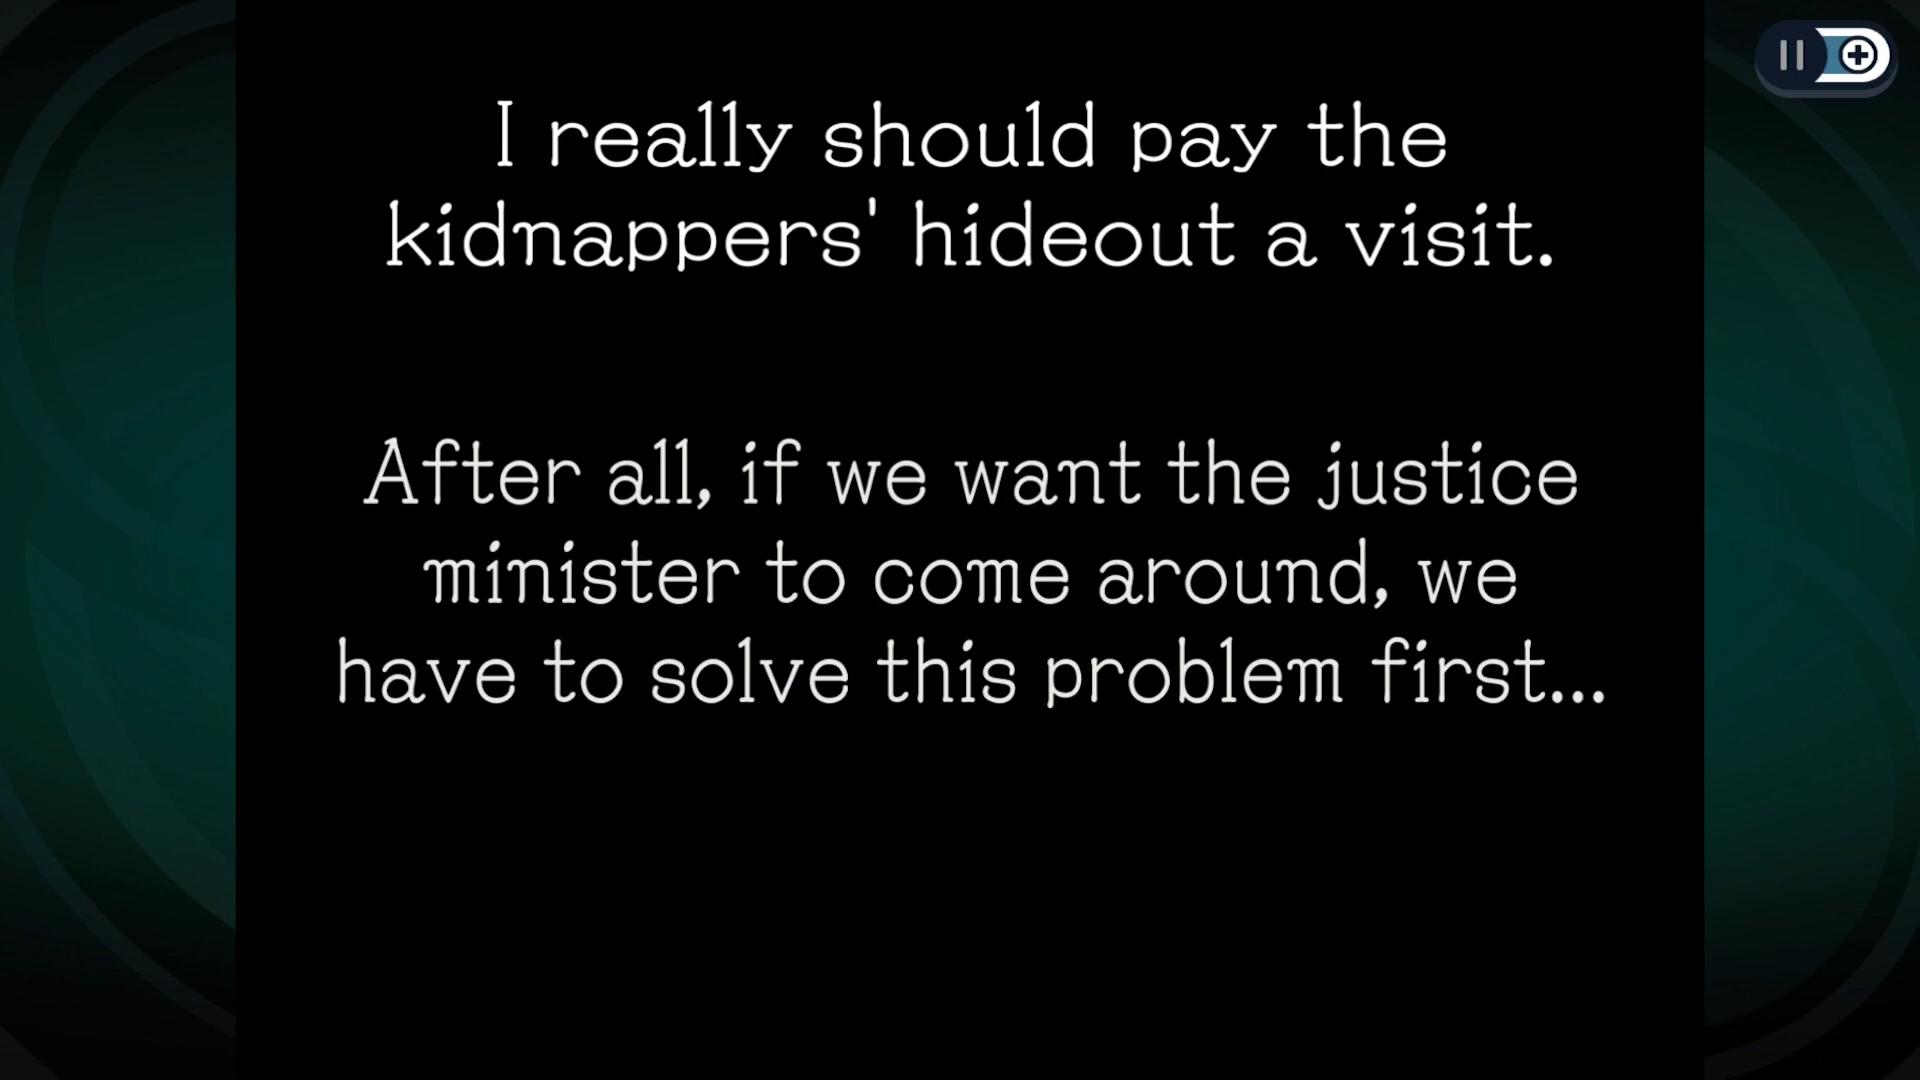 I really should pay the
kidnappers' hideout a visit.
After all, if we want the justice
minister to come around, we
have to solve this problem first...